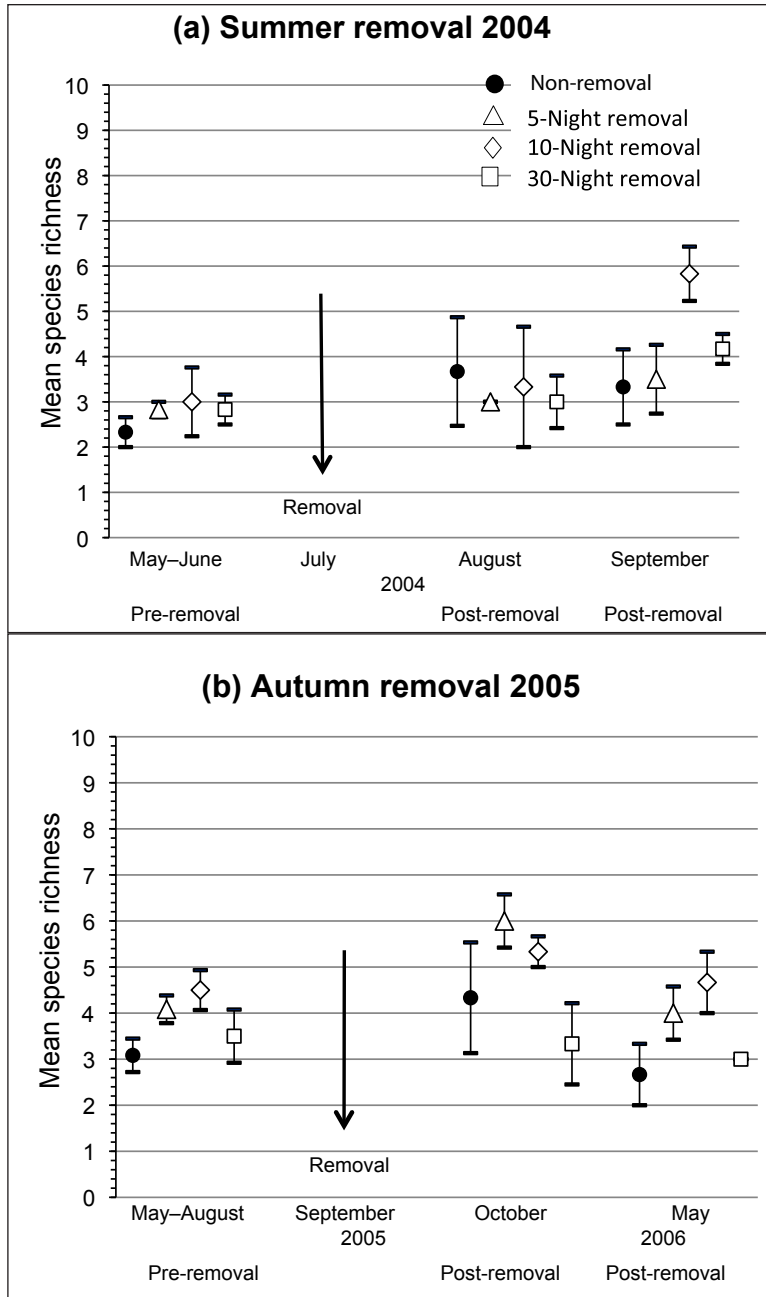 (a) Summer removal 2004
Mean species richness
10
9
8
7
6
5
4
3
2
1
0
Non-removal
5-Night removal
10-Night removal
30-Night removal
Removal
May–June July August September
2004
Pre-removal Post-removal Post-removal
(b) Autumn removal 2005
Mean species richness
10
9
8
7
6
5
4
3
2
1
0
Removal
May–August September October May
2005 2006
Pre-removal Post-removal Post-removal